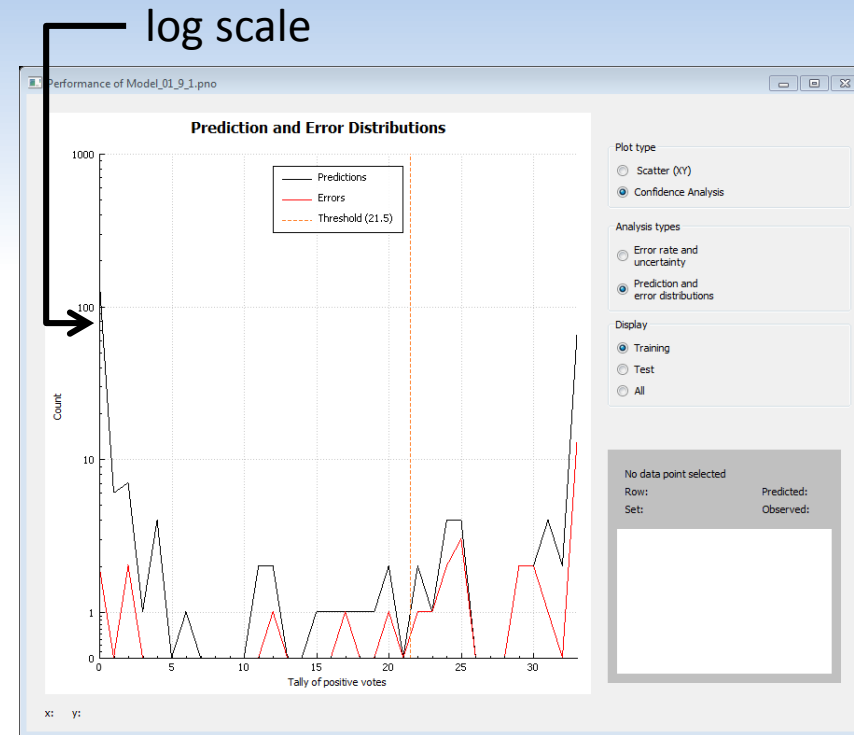 log scale
Performance of Model_01_9_1.pno
Prediction and Error Distributions
1000
100
10
1
0
Count
Predictions
Errors
Threshold (21.5)
0 5 10 15 20 25 30
Tally of positive votes
x: y:
Plot type
Scatter (XY)
Confidence Analysis
Analysis types
Error rate and
uncertainty
Prediction and
error distributions
Display
Training
Test
All
No data point selected
Row: Predicted:
Set: Observed: